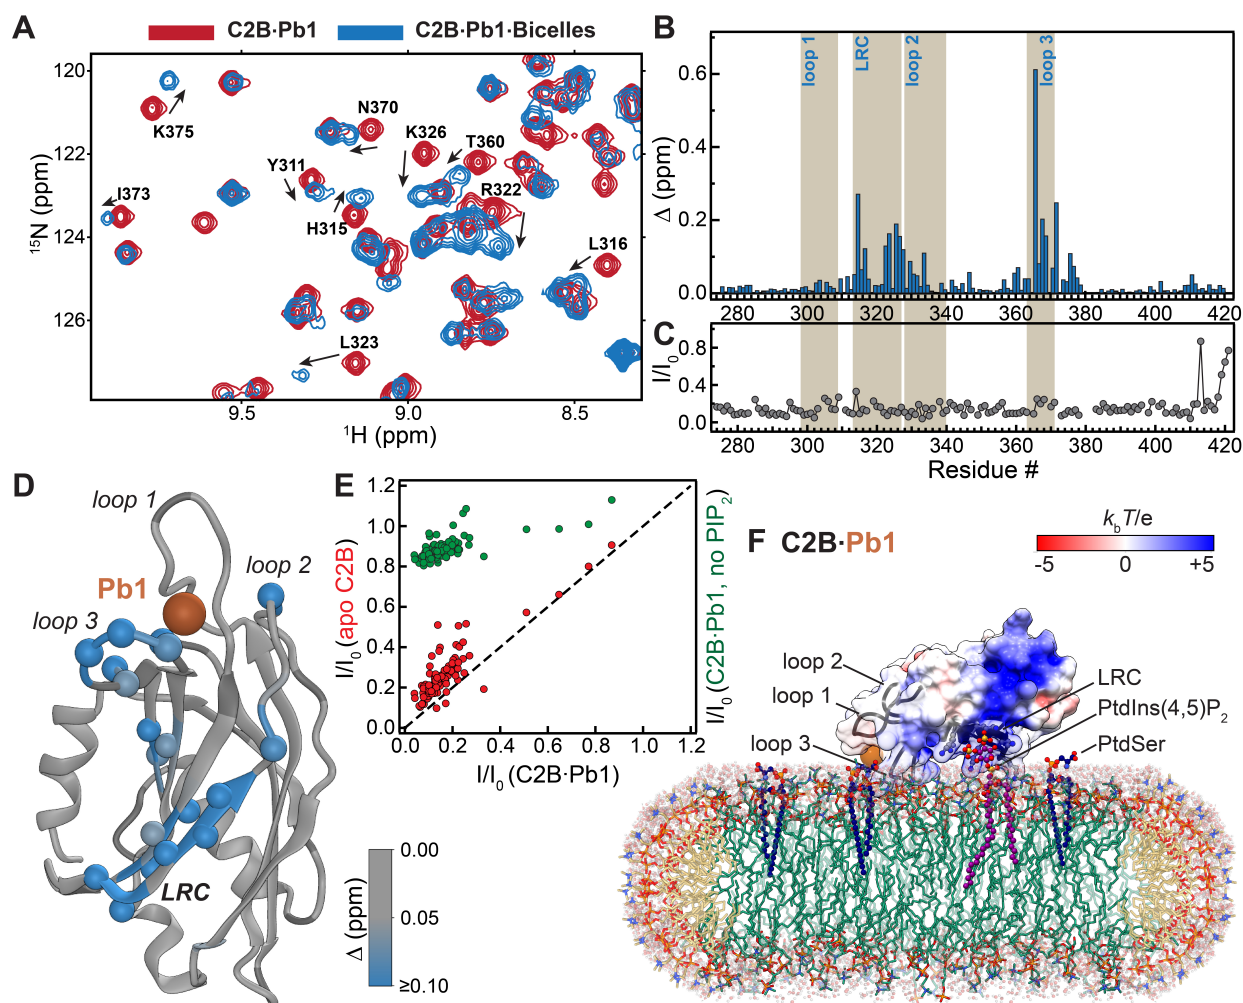 A
C2B·Pb1
C2B·Pb1·Bicelles
120
122
124
126
¹⁵N (ppm)
K375
N370
K326
T360
Y311
I373
H315
R322
L316
L323
9.5
9.0
8.5
¹H (ppm)
B
loop 1
LRC
loop 2
loop 3
0.6
0.4
0.2
0.0
Δ (ppm)
280
300
320
340
360
380
400
420
C
I/I₀
0.8
0.4
0.0
280
300
320
340
360
380
400
420
Residue #
D
loop 1
loop 2
Pb1
loop 3
LRC
0.00
0.05
≥0.10
Δ (ppm)
E
1.2
1.0
0.8
0.6
0.4
0.2
0.0
I/I₀ (apo C2B)
0.0
0.2
0.4
0.6
0.8
1.0
1.2
I/I₀ (C2B·Pb1)
I/I₀ (C2B·Pb1, no PIP₂)
F
C2B·Pb1
k_bT/e
-5
0
+5
loop 2
loop 1
loop 3
LRC
PtdIns(4,5)P₂
PtdSer